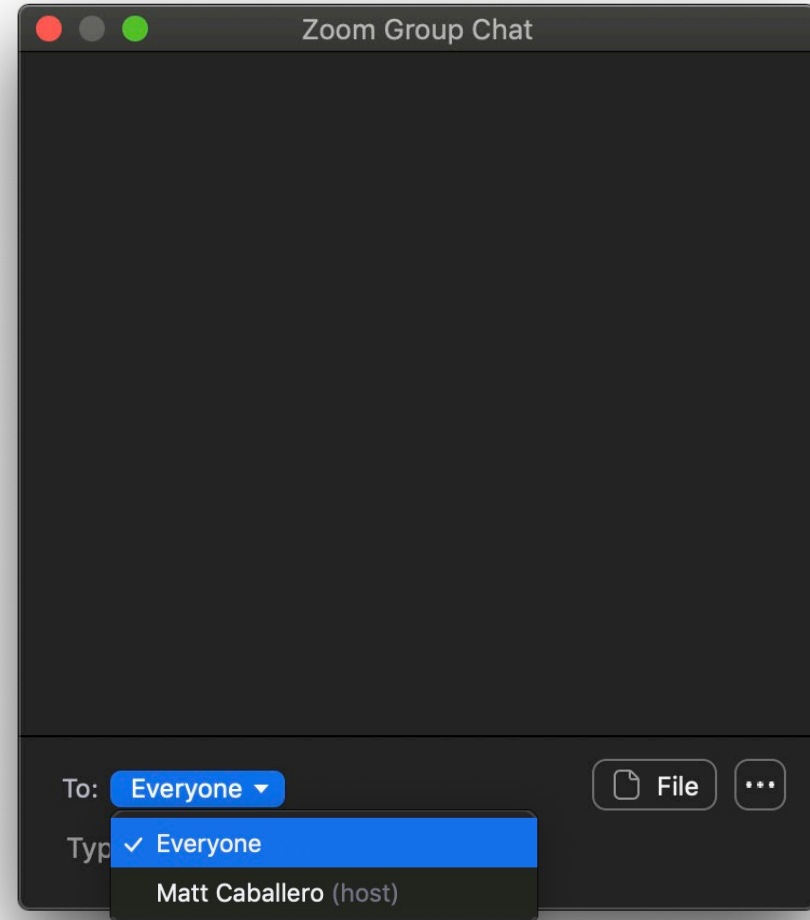 Zoom Group Chat
To: Everyone File
Typ
Everyone
Matt Caballero (host)